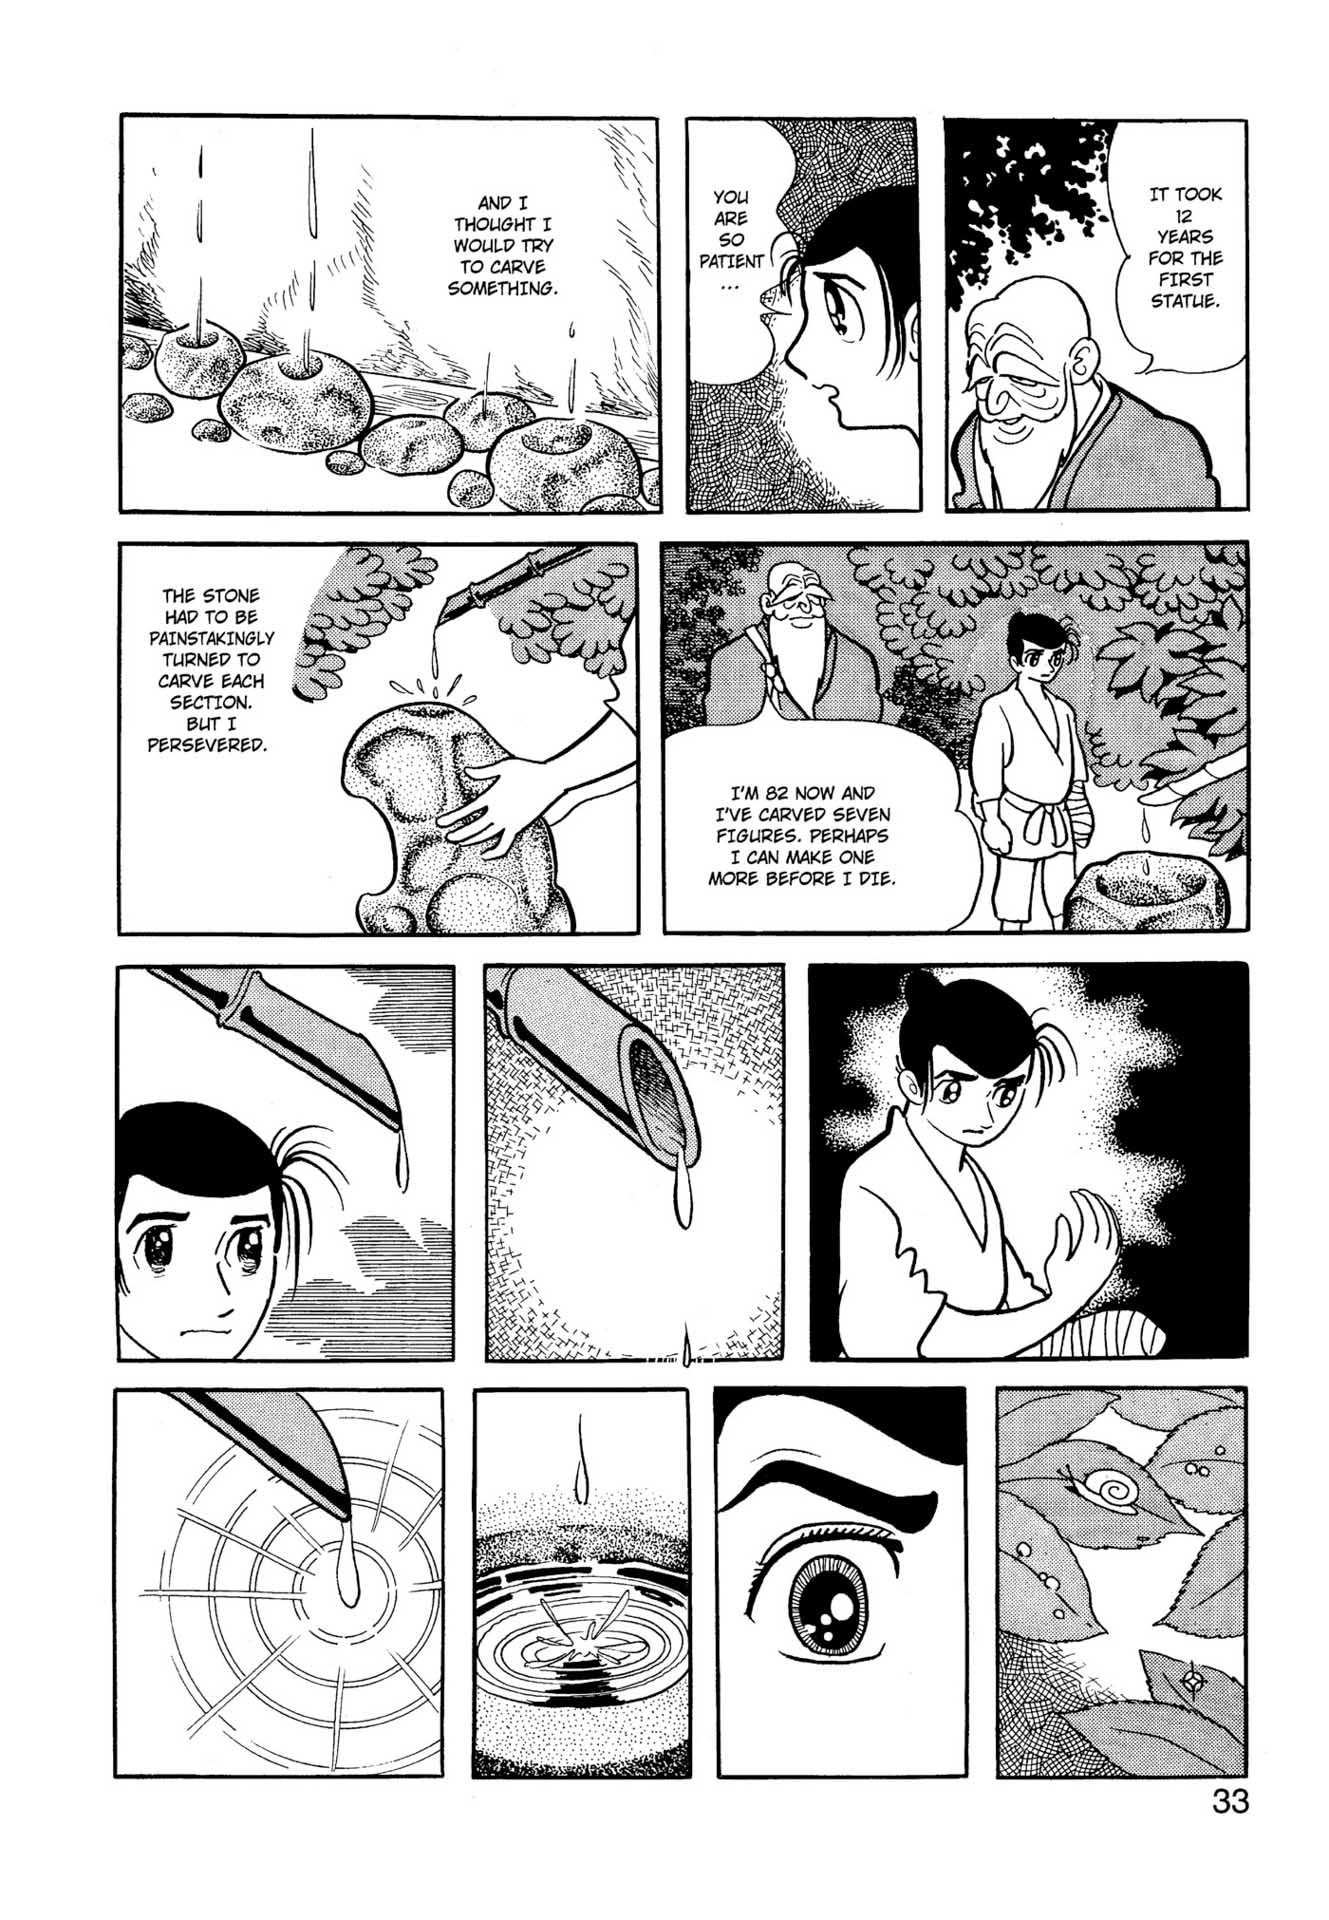 AND I
THOUGHT I
WOULD TRY
TO CARVE
SOMETHING.
YOU
ARE
SO
PATIENT
...
IT TOOK
12
YEARS
FOR THE
FIRST
STATUE.
THE STONE
HAD TO BE
PAINSTAKINGLY
TURNED TO
CARVE EACH
SECTION.
BUT I
PERSEVERED.
I'M 82 NOW AND
I'VE CARVED SEVEN
FIGURES. PERHAPS
I CAN MAKE ONE
MORE BEFORE I DIE.
33